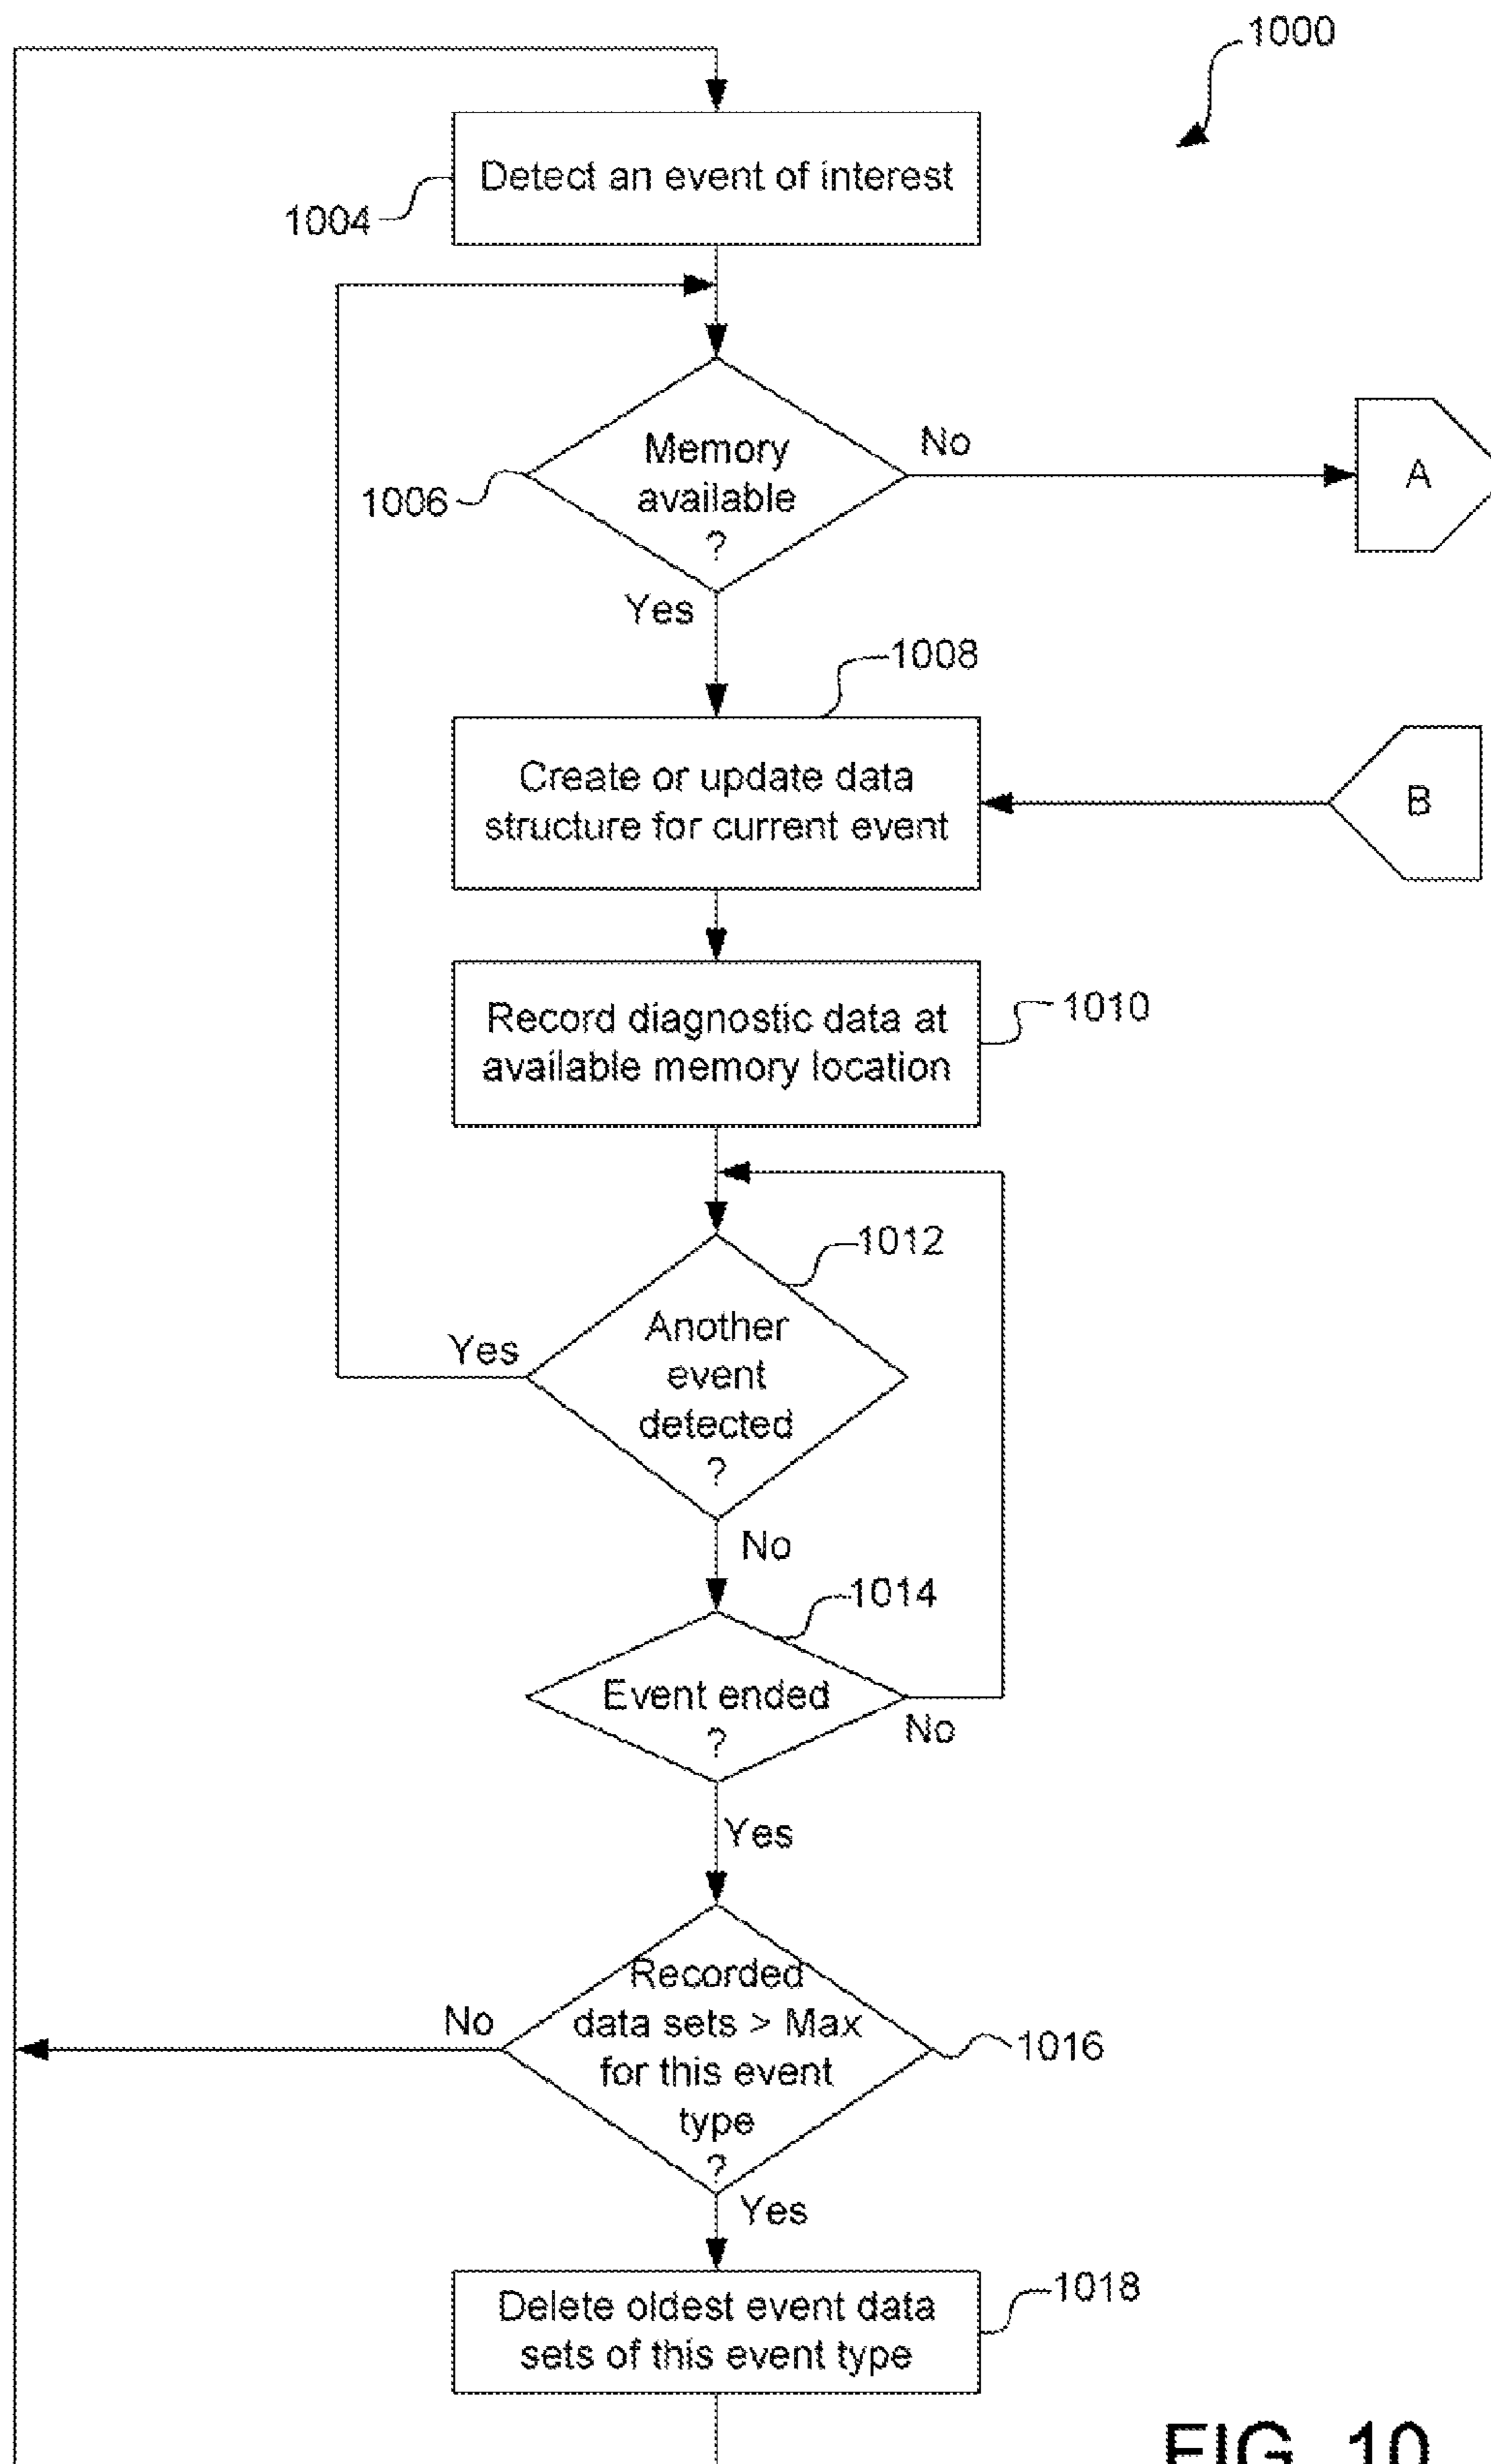 1000
Detect an event of interest
1004
Memory
available
?
No
A
1006
Yes
1008
Create or update data
structure for current event
B
Record diagnostic data at
available memory location
1010
1012
Another
event
detected
?
Yes
No
1014
Event ended
?
No
Yes
Recorded
data sets > Max
for this event
type
?
No
1016
Yes
1018
Delete oldest event data
sets of this event type
FIG. 10